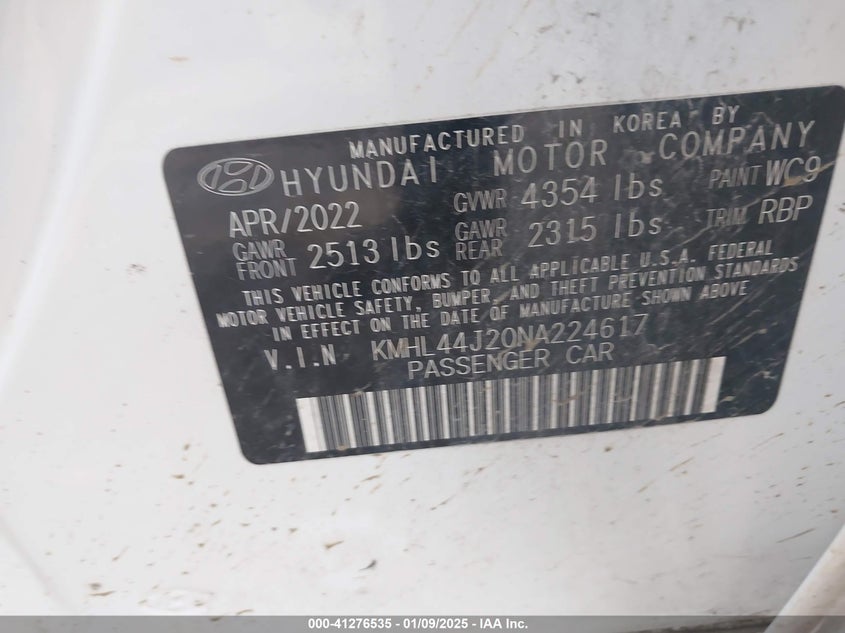 MANUFACTURED IN KOREA BY
HYUNDAI MOTOR COMPANY
APR/2022 GVWR 4354 lbs PAINT WC9
GAWR FRONT 2513 lbs GAWR REAR 2315 lbs TRIM RBP
THIS VEHICLE CONFORMS TO ALL APPLICABLE U.S.A. FEDERAL
MOTOR VEHICLE SAFETY, BUMPER, AND THEFT PREVENTION STANDARDS
IN EFFECT ON THE DATE OF MANUFACTURE SHOWN ABOVE
V.I.N KMHL44J20NA224617
PASSENGER CAR
000-41276535 - 01/09/2025 - IAA Inc.